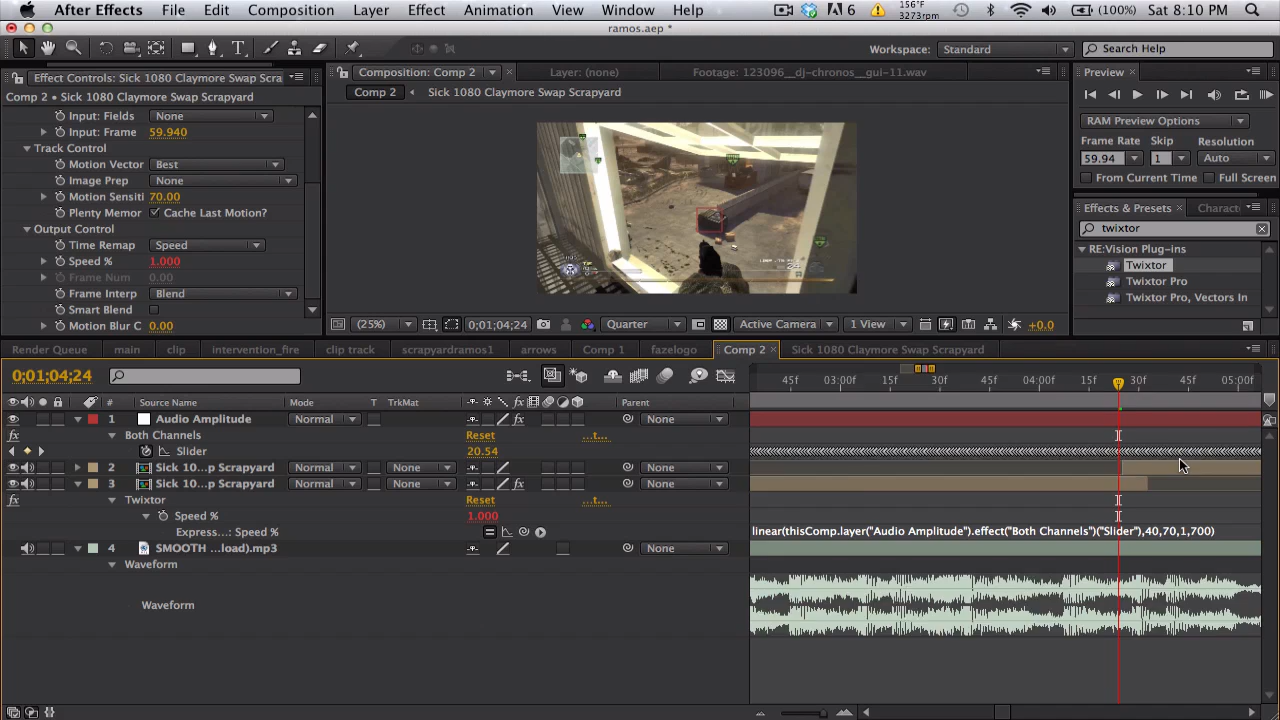 After Effects File Edit Composition Layer Effect Animation View Window Help 156°F 3273rpm 6 (100%) Sat 8:10 PM
ramos.aep *
Workspace: Standard Search Help
Effect Controls: Sick 1080 Claymore Swap Scra
Comp 2 • Sick 1080 Claymore Swap Scrapyard
Input: Fields None
Input: Frame 59.940
Track Control
Motion Vector Best
Image Prep None
Motion Sensiti 70.00
Plenty Memor Cache Last Motion?
Output Control
Time Remap Speed
Speed % 1.000
Frame Num 0.00
Frame Interp Blend
Smart Blend
Motion Blur C 0.00
Composition: Comp 2 Layer: (none) Footage: 123096__dj-chronos__gui-11.wav
Comp 2 Sick 1080 Claymore Swap Scrapyard
(25%) 0;01;04;24 Quarter Active Camera 1 View +0.0
Preview
RAM Preview Options
Frame Rate Skip Resolution
59.94 1 Auto
From Current Time Full Screen
Effects & Presets Charact
twixtor
RE:Vision Plug-ins
Twixtor
Twixtor Pro
Twixtor Pro, Vectors In
Render Queue main clip intervention_fire clip track scrapyardramos1 arrows Comp 1 fazelogo Comp 2 Sick 1080 Claymore Swap Scrapyard
0;01;04;24
45f 03:00f 15f 30f 45f 04:00f 15f 30f 45f 05:00f
# Source Name Mode T TrkMat fx Parent
1 Audio Amplitude Normal fx None
fx Both Channels Reset ...t...
Slider 20.54
2 Sick 10...p Scrapyard Normal None None
3 Sick 10...p Scrapyard Normal None fx None
fx Twixtor Reset ...t...
Speed % 1.000
Express...: Speed % linear(thisComp.layer("Audio Amplitude").effect("Both Channels")("Slider"),40,70,1,700)
4 SMOOTH ...load).mp3 None
Waveform
Waveform